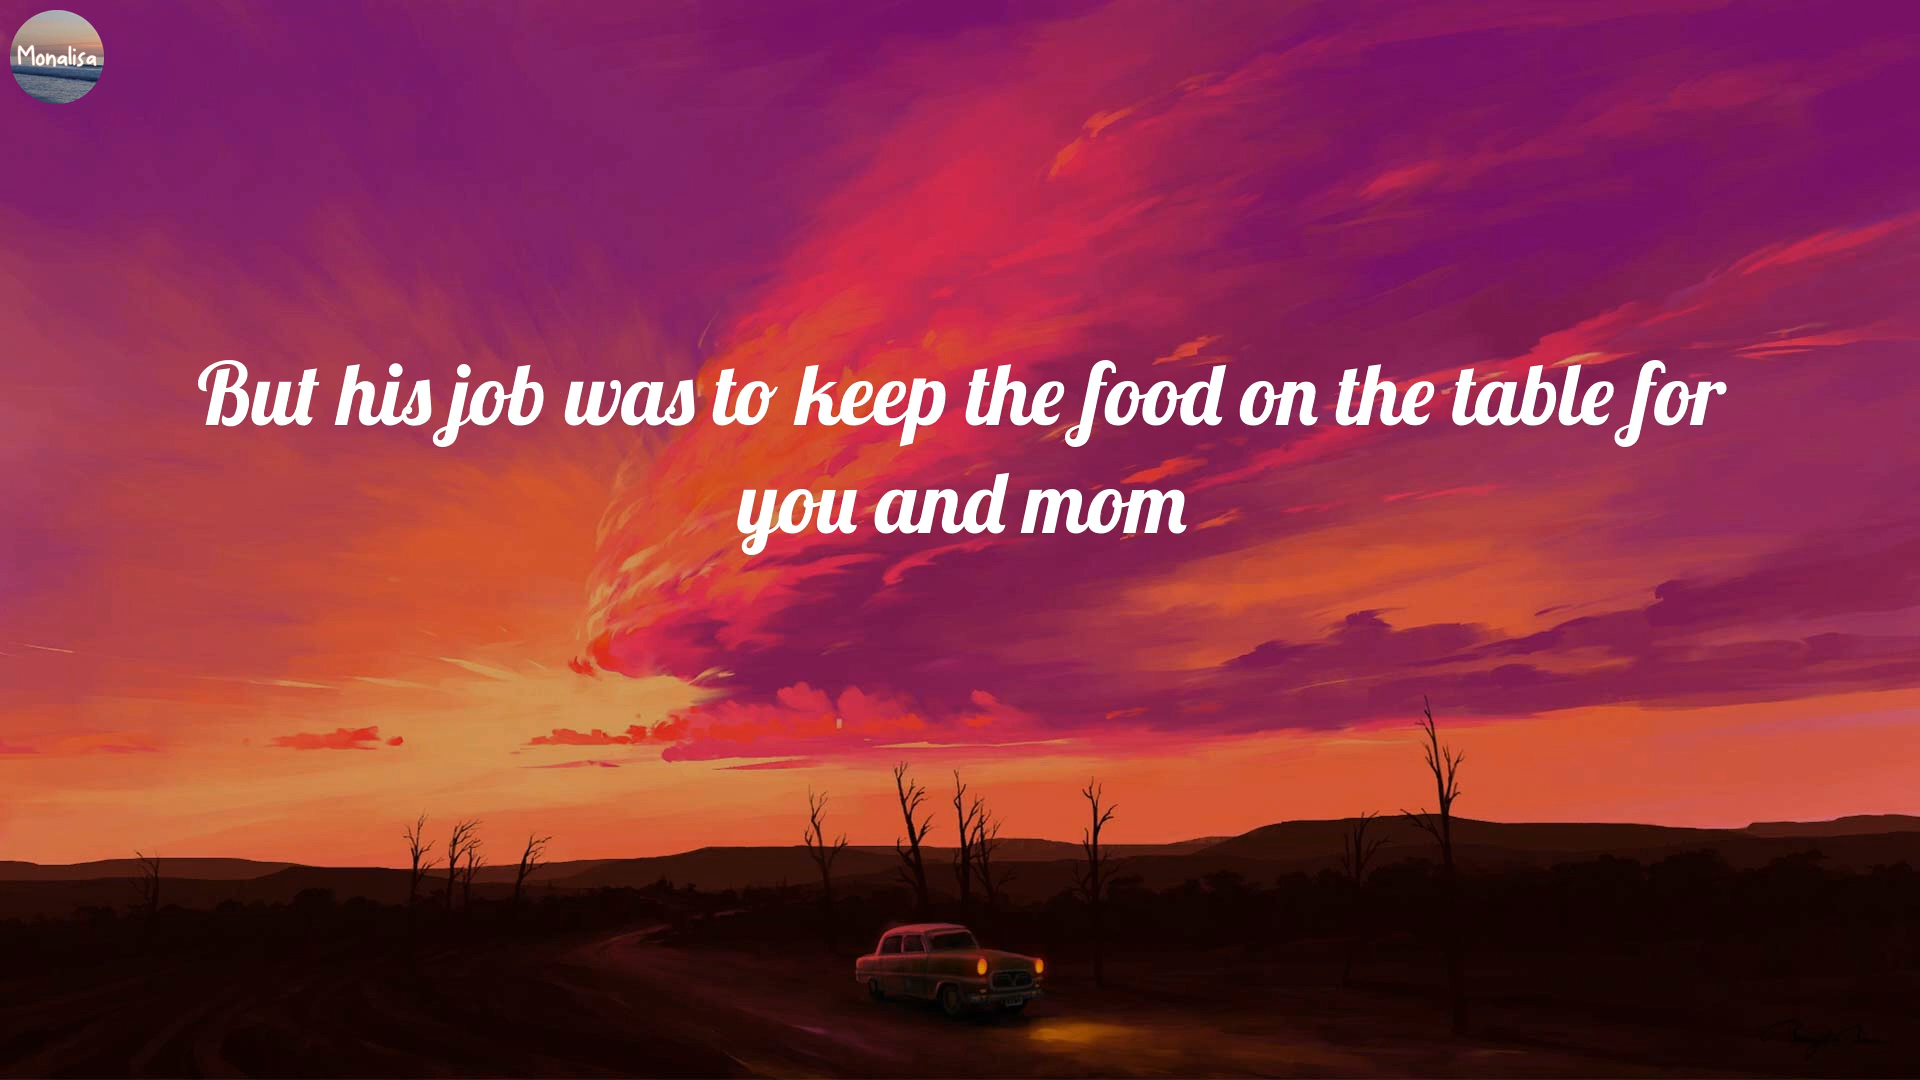 Monalisa
But his job was to keep the food on the table for
you and mom